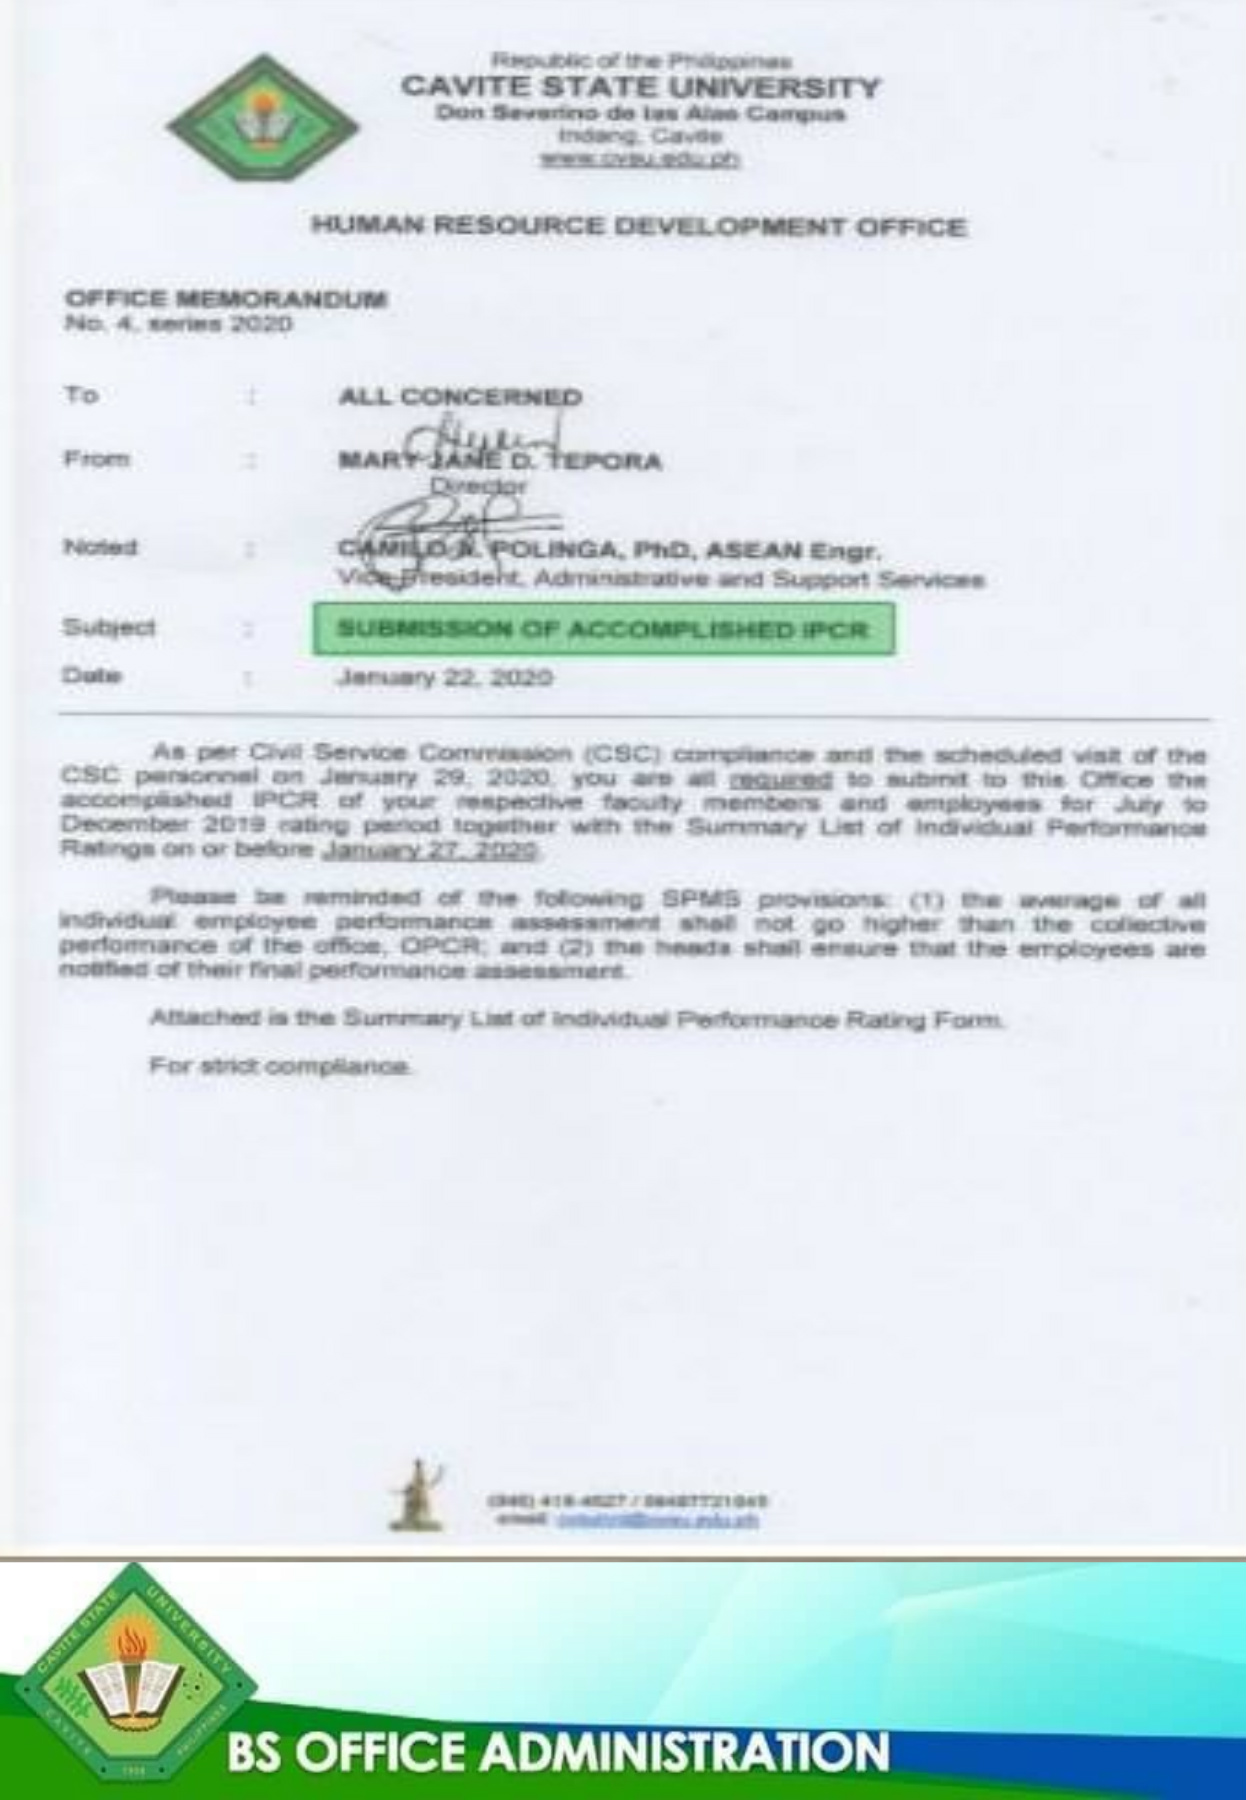 Republic of the Philippines
CAVITE STATE UNIVERSITY
Don Severino de las Alas Campus
Indang, Cavite
www.cvsu.edu.ph
HUMAN RESOURCE DEVELOPMENT OFFICE
OFFICE MEMORANDUM
No. 4, series 2020
To : ALL CONCERNED
From : MARY JANE D. TEPORA
Director
Noted : CAMILO A. POLINGA, PhD, ASEAN Engr.
Vice President, Administrative and Support Services
Subject : SUBMISSION OF ACCOMPLISHED IPCR
Date : January 22, 2020
As per Civil Service Commission (CSC) compliance and the scheduled visit of the
CSC personnel on January 29, 2020, you are all required to submit to this Office the
accomplished IPCR of your respective faculty members and employees for July to
December 2019 rating period together with the Summary List of Individual Performance
Ratings on or before January 27, 2020.
Please be reminded of the following SPMS provisions: (1) the average of all
individual employee performance assessment shall not go higher than the collective
performance of the office, OPCR; and (2) the heads shall ensure that the employees are
notified of their final performance assessment.
Attached is the Summary List of Individual Performance Rating Form.
For strict compliance.
email:
CAVITE STATE UNIVERSITY
CAVITE PHILIPPINES
1906
BS OFFICE ADMINISTRATION